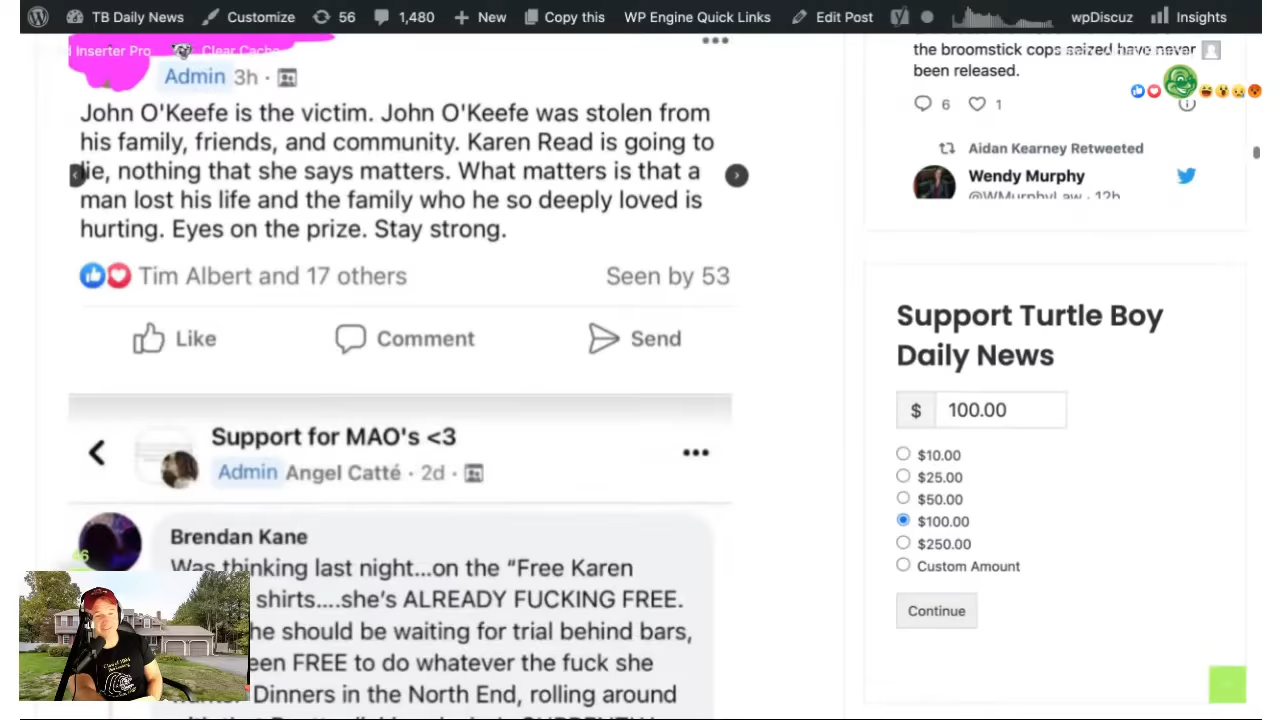 TB Daily News Customize 56 1,480 New Copy this WP Engine Quick Links Edit Post wpDiscuz Insights
Inserter Pro Clear Cache
Admin 3h ·
John O'Keefe is the victim. John O'Keefe was stolen from
his family, friends, and community. Karen Read is going to
lie, nothing that she says matters. What matters is that a
man lost his life and the family who he so deeply loved is
hurting. Eyes on the prize. Stay strong.
Tim Albert and 17 others Seen by 53
Like Comment Send
Support for MAO's <3
Admin Angel Catté · 2d ·
Brendan Kane
Was thinking last night...on the “Free Karen
shirts....she's ALREADY FUCKING FREE.
he should be waiting for trial behind bars,
een FREE to do whatever the fuck she
Dinners in the North End, rolling around
46
the broomstick cops seized have never
been released.
6 1
Aidan Kearney Retweeted
Wendy Murphy
@WMurphyLaw · 12h
Support Turtle Boy
Daily News
$ 100.00
$10.00
$25.00
$50.00
$100.00
$250.00
Custom Amount
Continue